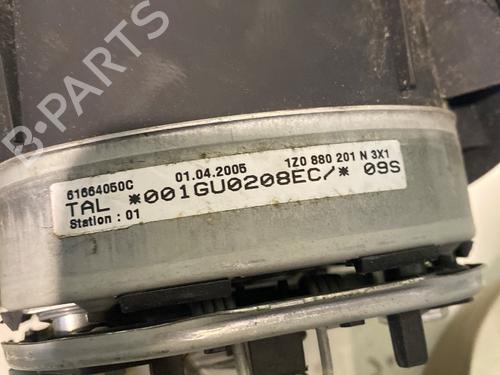 B-Parts
61664050C 01.04.2005 1Z0 880 201 N 3X1
TAL *001GU0208EC/* 09S
Station : 01